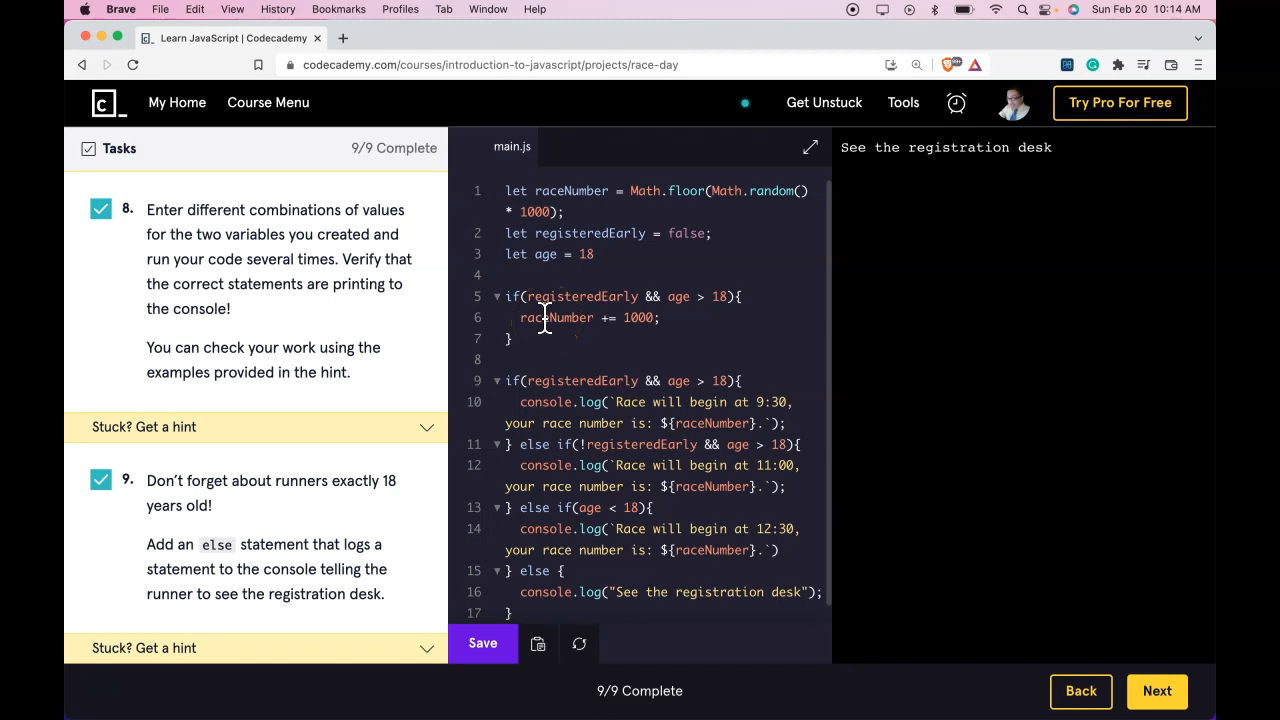 Brave File Edit View History Bookmarks Profiles Tab Window Help Sun Feb 20 10:14 AM
Learn JavaScript | Codecademy
codecademy.com/courses/introduction-to-javascript/projects/race-day
My Home Course Menu Get Unstuck Tools Try Pro For Free
Tasks 9/9 Complete
8. Enter different combinations of values
for the two variables you created and
run your code several times. Verify that
the correct statements are printing to
the console!
You can check your work using the
examples provided in the hint.
Stuck? Get a hint
9. Don’t forget about runners exactly 18
years old!
Add an else statement that logs a
statement to the console telling the
runner to see the registration desk.
Stuck? Get a hint
main.js
1 let raceNumber = Math.floor(Math.random()
* 1000);
2 let registeredEarly = false;
3 let age = 18
4
5 if(registeredEarly && age > 18){
6 raceNumber += 1000;
7 }
8
9 if(registeredEarly && age > 18){
10 console.log(`Race will begin at 9:30,
your race number is: ${raceNumber}.`);
11 } else if(!registeredEarly && age > 18){
12 console.log(`Race will begin at 11:00,
your race number is: ${raceNumber}.`);
13 } else if(age < 18){
14 console.log(`Race will begin at 12:30,
your race number is: ${raceNumber}.`)
15 } else {
16 console.log("See the registration desk");
17 }
Save
See the registration desk
9/9 Complete
Back Next